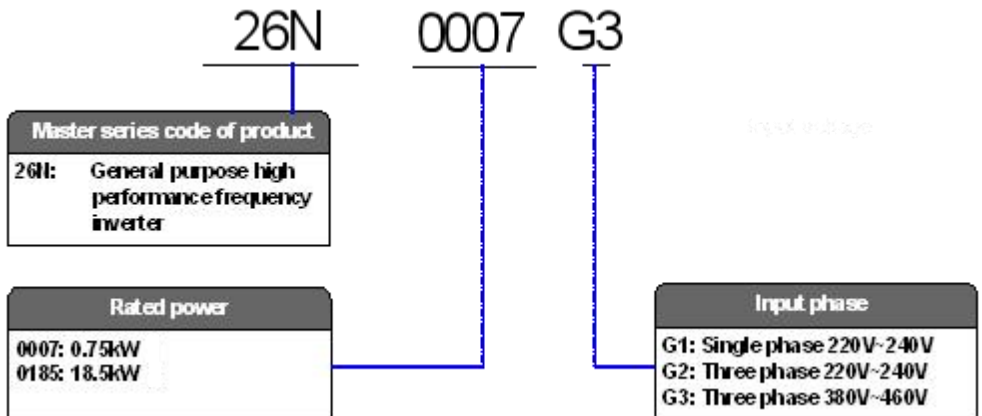 26N 0007 G3
Master series code of product
26N: General purpose high
performance frequency
inverter
Rated power
0007: 0.75kW
0185: 18.5kW
Input phase
G1: Single phase 220V~240V
G2: Three phase 220V~240V
G3: Three phase 380V~460V